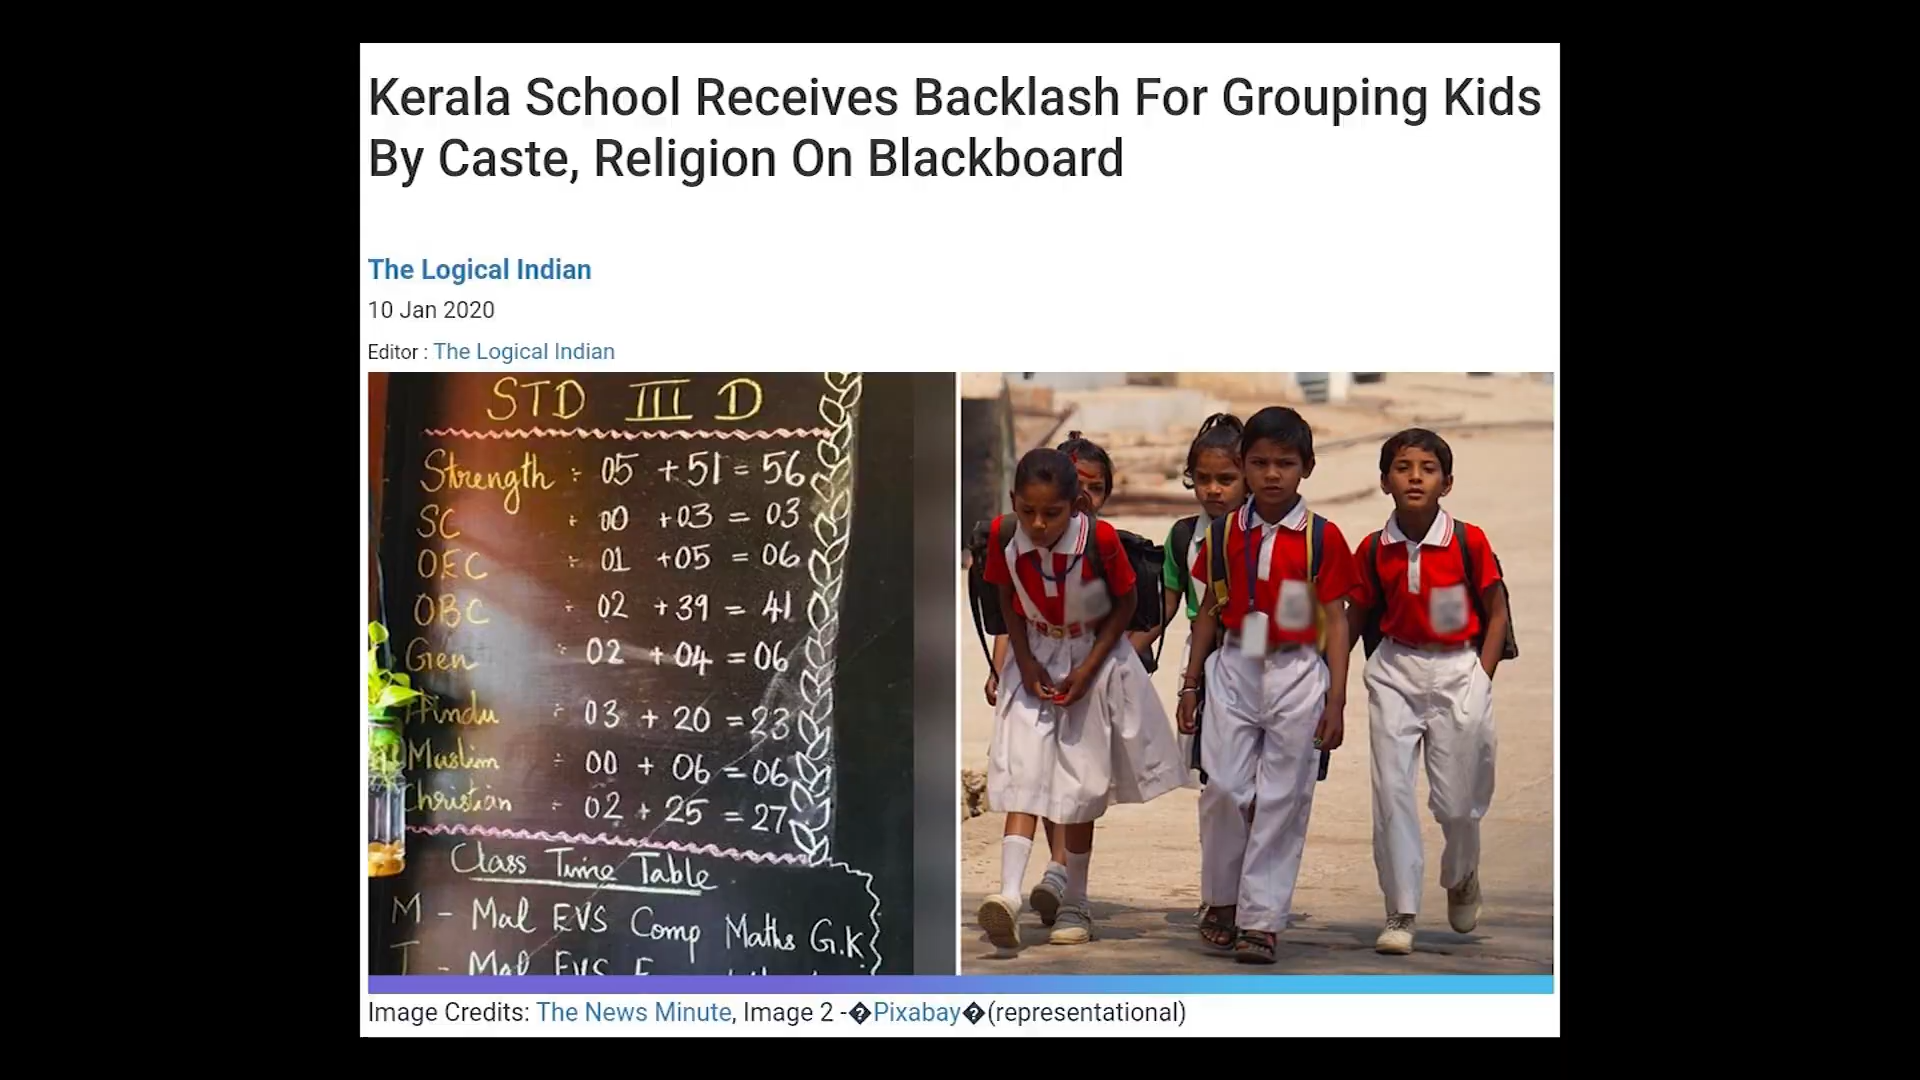 Kerala School Receives Backlash For Grouping Kids
By Caste, Religion On Blackboard
The Logical Indian
10 Jan 2020
Editor : The Logical Indian
STD III D
Strength : 05 + 51 = 56
SC : 00 + 03 = 03
OEC : 01 + 05 = 06
OBC : 02 + 39 = 41
Gen : 02 + 04 = 06
Hindu : 03 + 20 = 23
Muslim : 00 + 06 = 06
Christian : 02 + 25 = 27
Class Time Table
M - Mal EVS Comp Maths G.K
T - Mal EVS
Image Credits: The News Minute, Image 2 -�Pixabay�(representational)